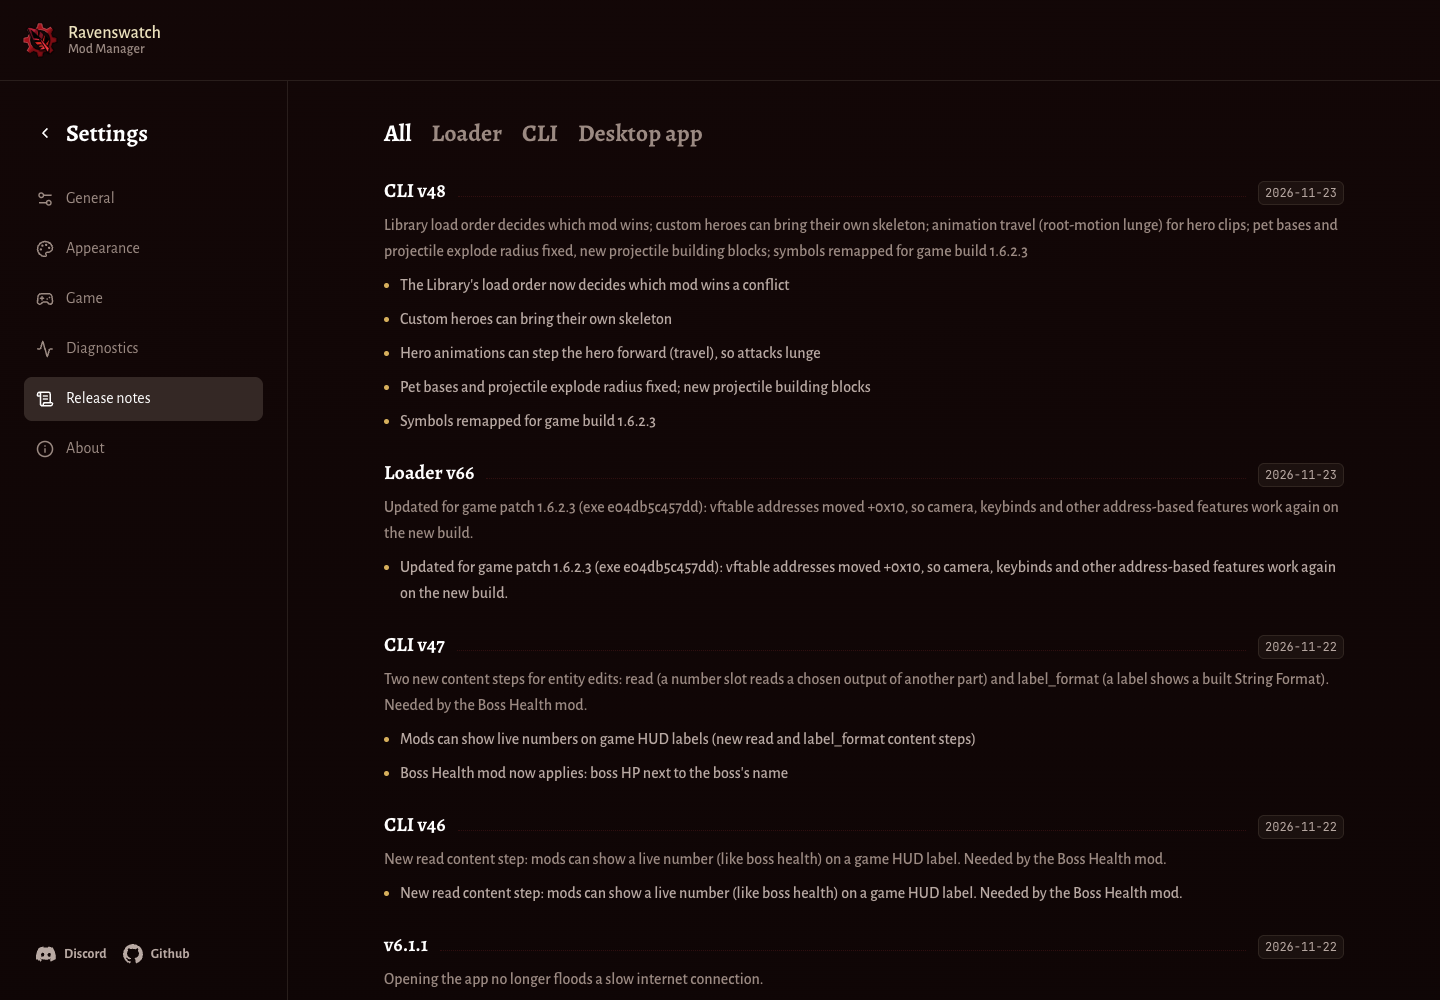 Ravenswatch
Mod Manager
Settings
General
Appearance
Game
Diagnostics
Release notes
About
Discord
Github
All Loader CLI Desktop app
CLI v48 2026-11-23
Library load order decides which mod wins; custom heroes can bring their own skeleton; animation travel (root-motion lunge) for hero clips; pet bases and
projectile explode radius fixed, new projectile building blocks; symbols remapped for game build 1.6.2.3
The Library's load order now decides which mod wins a conflict
Custom heroes can bring their own skeleton
Hero animations can step the hero forward (travel), so attacks lunge
Pet bases and projectile explode radius fixed; new projectile building blocks
Symbols remapped for game build 1.6.2.3
Loader v66 2026-11-23
Updated for game patch 1.6.2.3 (exe e04db5c457dd): vftable addresses moved +0x10, so camera, keybinds and other address-based features work again on
the new build.
Updated for game patch 1.6.2.3 (exe e04db5c457dd): vftable addresses moved +0x10, so camera, keybinds and other address-based features work again
on the new build.
CLI v47 2026-11-22
Two new content steps for entity edits: read (a number slot reads a chosen output of another part) and label_format (a label shows a built String Format).
Needed by the Boss Health mod.
Mods can show live numbers on game HUD labels (new read and label_format content steps)
Boss Health mod now applies: boss HP next to the boss's name
CLI v46 2026-11-22
New read content step: mods can show a live number (like boss health) on a game HUD label. Needed by the Boss Health mod.
New read content step: mods can show a live number (like boss health) on a game HUD label. Needed by the Boss Health mod.
v6.1.1 2026-11-22
Opening the app no longer floods a slow internet connection.